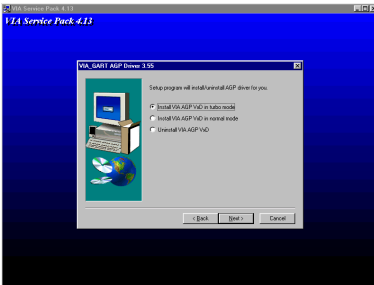 VIA Service Pack 4.13
VIA Service Pack 4.13
VIA_GART AGP Driver 3.55
Setup program will install/uninstall AGP driver for you.
Install VIA AGP VxD in turbo mode
Install VIA AGP VxD in normal mode
Uninstall VIA AGP VxD
< Back
Next >
Cancel